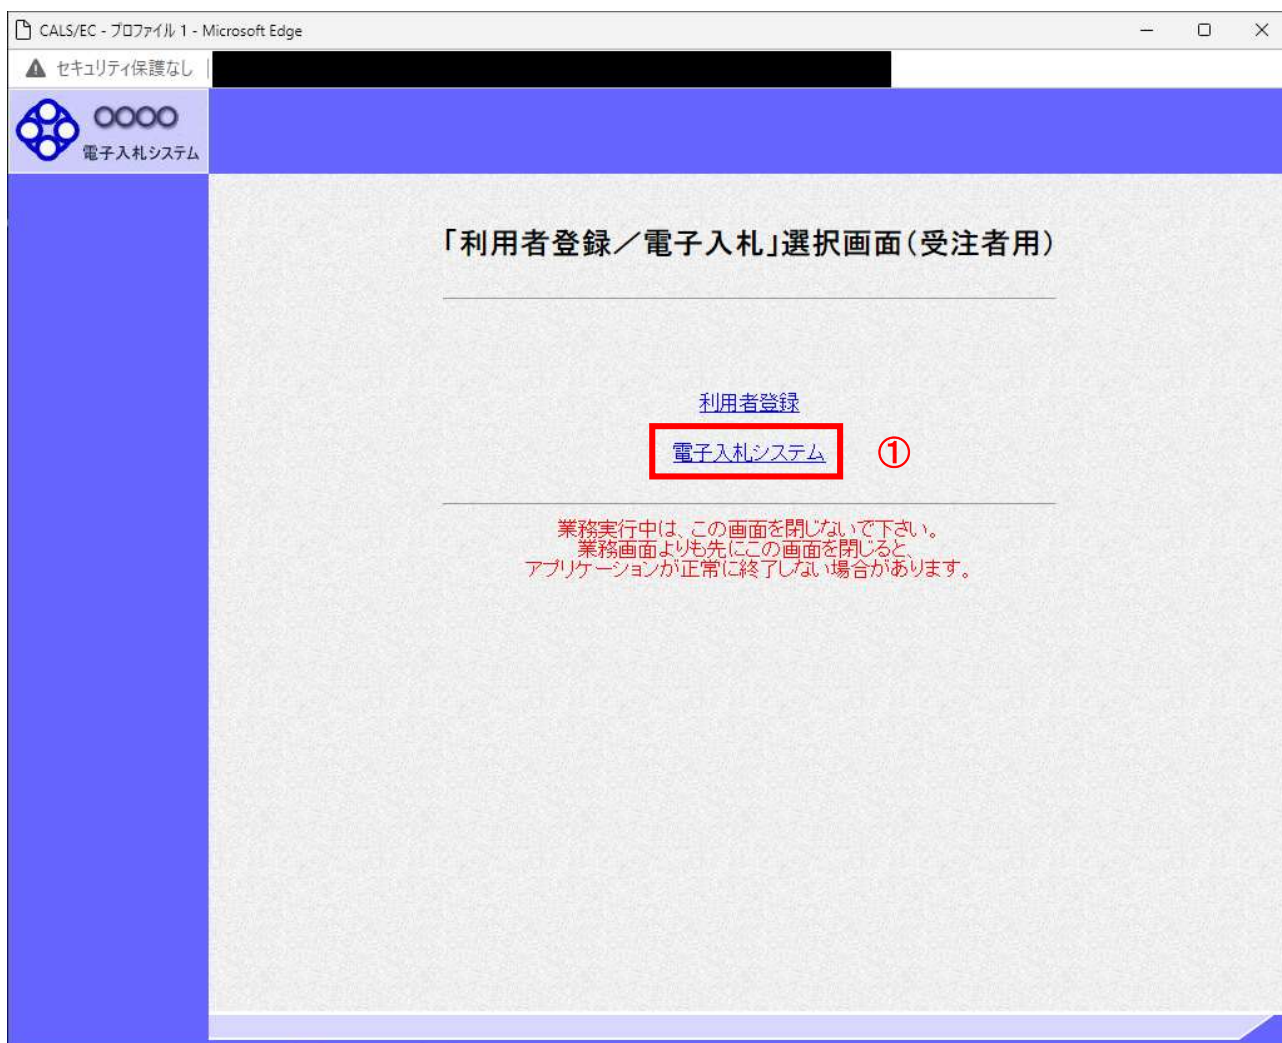 CALS/EC - プロファイル 1 - Microsoft Edge
セキュリティ保護なし
〇〇〇〇
電子入札システム
「利用者登録／電子入札」選択画面（受注者用）
利用者登録
電子入札システム ①
業務実行中は、この画面を閉じないで下さい。
業務画面よりも先にこの画面を閉じると、
アプリケーションが正常に終了しない場合があります。